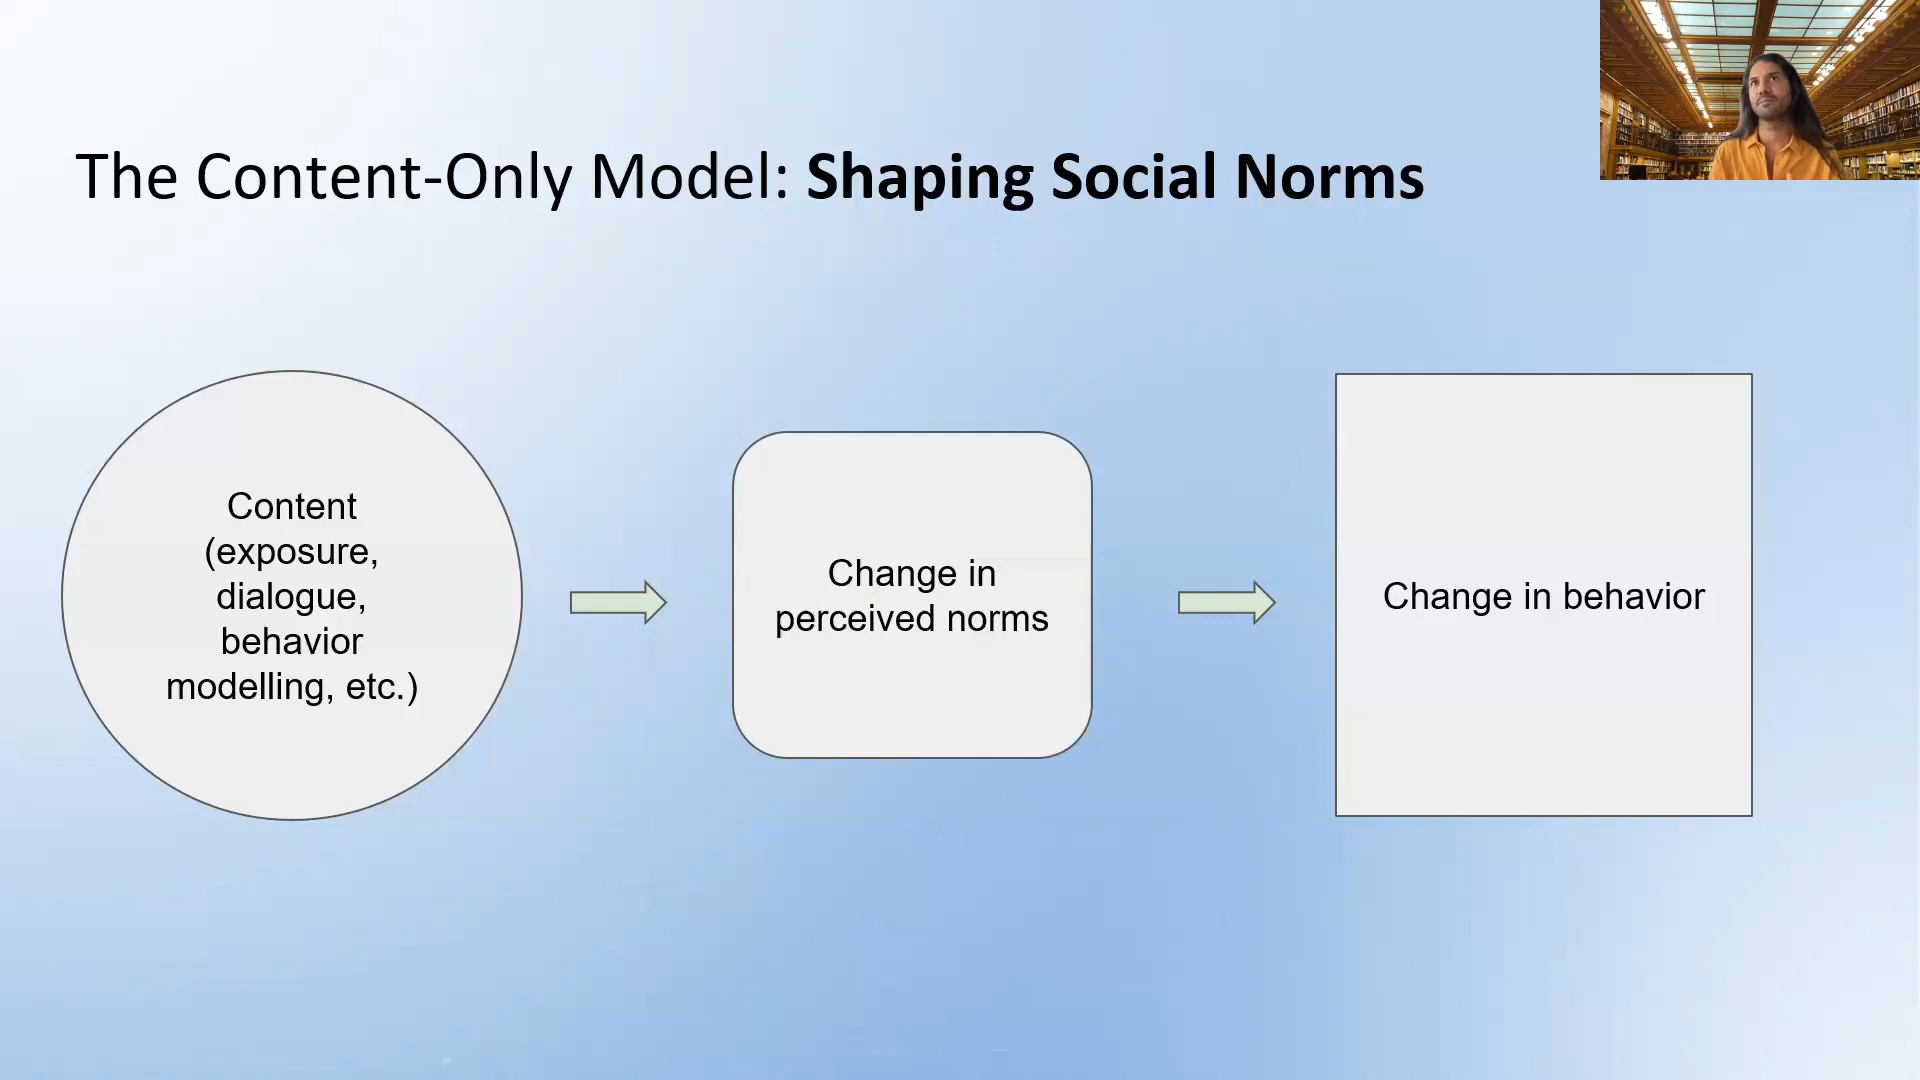 The Content-Only Model: Shaping Social Norms
Content
(exposure,
dialogue,
behavior
modelling, etc.)
Change in
perceived norms
Change in behavior